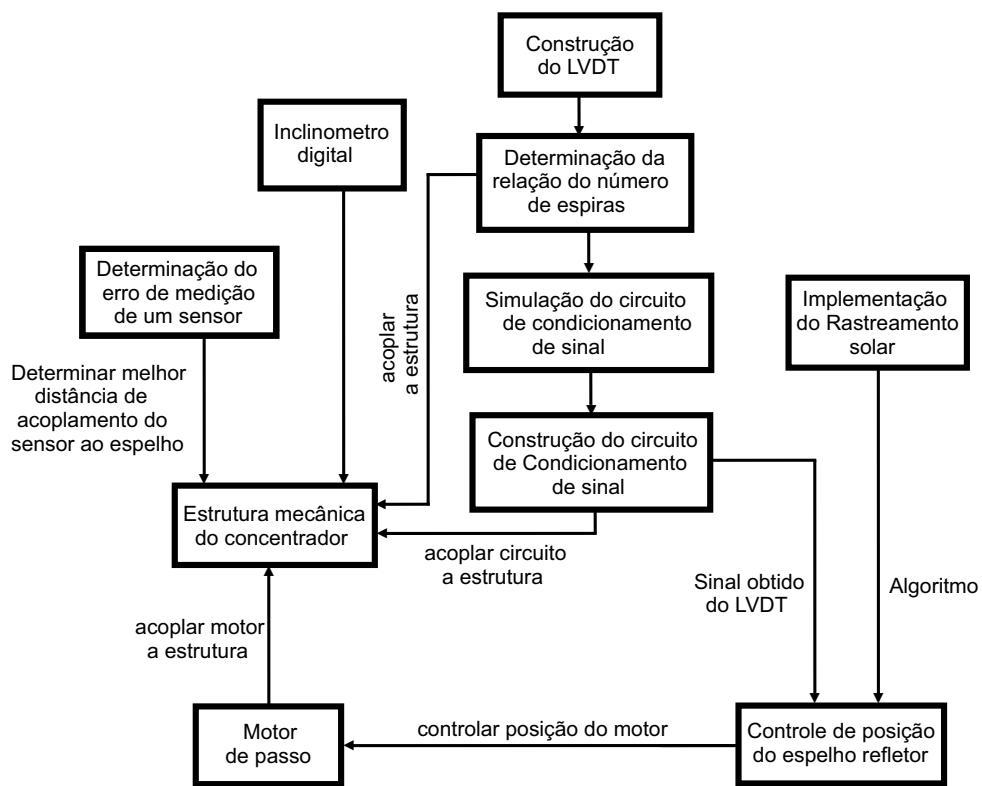 Construção
do LVDT
Inclinometro
digital
Determinação da
relação do número
de espiras
Determinação do
erro de medição
de um sensor
acoplar
a estrutura
Simulação do circuito
de condicionamento
de sinal
Implementação
do Rastreamento
solar
Determinar melhor
distância de
acoplamento do
sensor ao espelho
Construção do circuito
de Condicionamento
de sinal
Estrutura mecânica
do concentrador
acoplar circuito
a estrutura
Sinal obtido
do LVDT
Algoritmo
acoplar motor
a estrutura
Motor
de passo
controlar posição do motor
Controle de posição
do espelho refletor